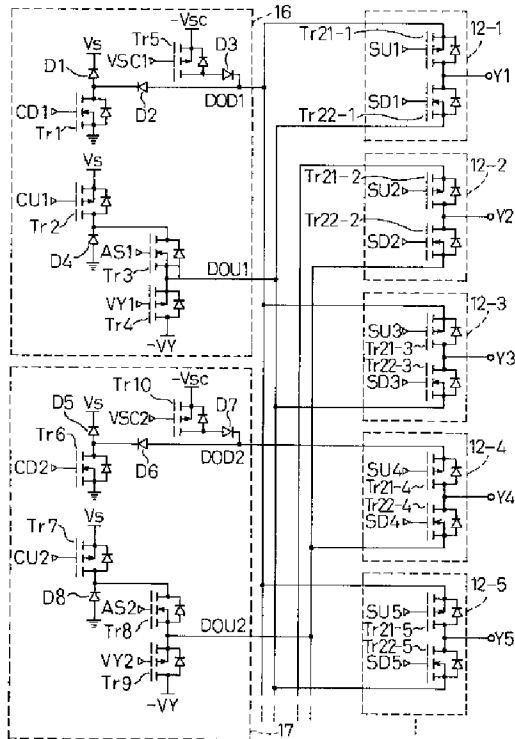 -Vsc
16
Tr5
Tr21-1
12-1
Vs
VSC1
D3
SU1
D1
Y1
D2
DOD1
CD1
SD1
Tr1
Tr22-1
Vs
Tr21-2
12-2
SU2
CU1
Tr22-2
Y2
Tr2
D4
AS1
SD2
Tr3
DOU1
VY1
12-3
Tr4
SU3
-VY
Tr21-3
Y3
Tr22-3
-Vsc
SD3
Tr10
D5
Vs
VSC2
D7
12-4
Tr6
SU4
D6
DOD2
Tr21-4
Y4
CD2
Tr22-4
SD4
Tr7
Vs
CU2
12-5
D8
AS2
SU5
Tr8
DOU2
Tr21-5
Y5
VY2
Tr22-5
Tr9
SD5
-VY
17